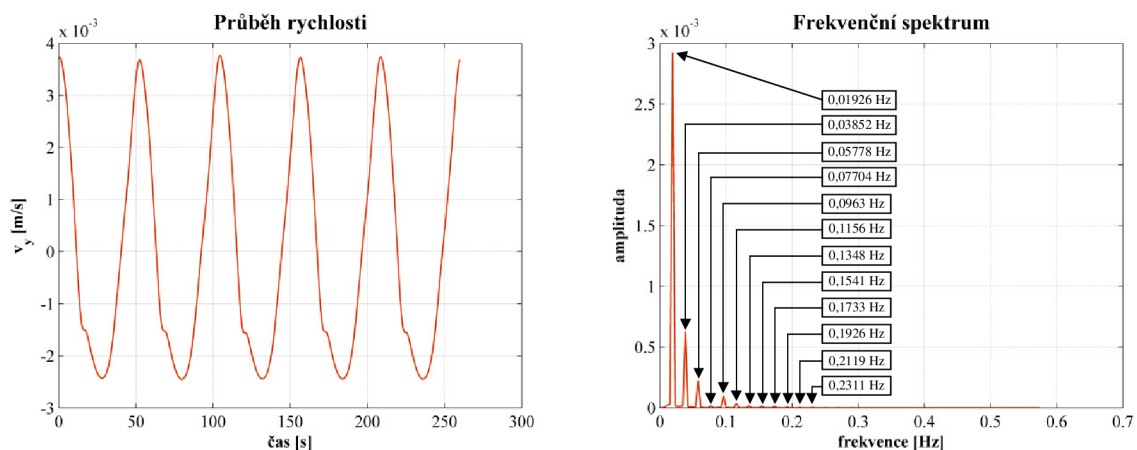 Průběh rychlosti
x 10⁻³
4
3
2
1
0
-1
-2
-3
v_y [m/s]
0
50
100
150
200
250
300
čas [s]
Frekvenční spektrum
x 10⁻³
3
2.5
2
1.5
1
0.5
0
amplituda
0,01926 Hz
0,03852 Hz
0,05778 Hz
0,07704 Hz
0,0963 Hz
0,1156 Hz
0,1348 Hz
0,1541 Hz
0,1733 Hz
0,1926 Hz
0,2119 Hz
0,2311 Hz
0
0.1
0.2
0.3
0.4
0.5
0.6
0.7
frekvence [Hz]